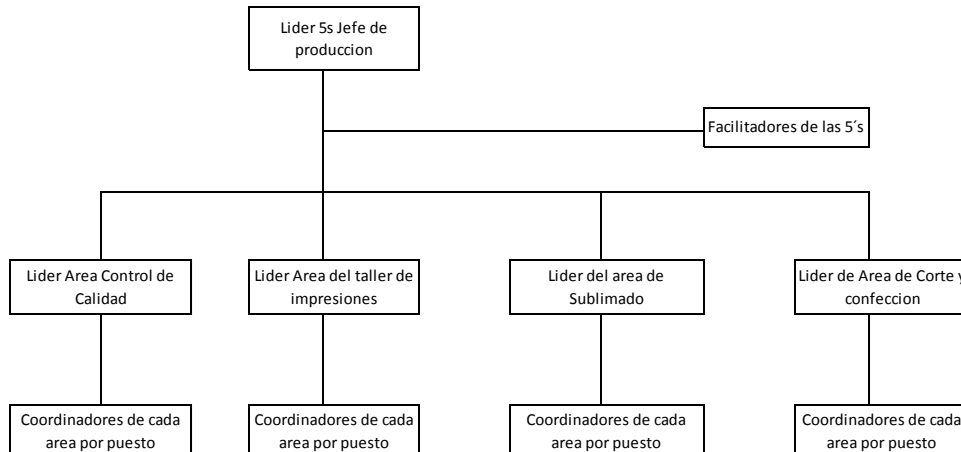 Lider 5s Jefe de
produccion
Facilitadores de las 5´s
Lider Area Control de
Calidad
Lider Area del taller de
impresiones
Lider del area de
Sublimado
Lider de Area de Corte y
confeccion
Coordinadores de cada
area por puesto
Coordinadores de cada
area por puesto
Coordinadores de cada
area por puesto
Coordinadores de cada
area por puesto